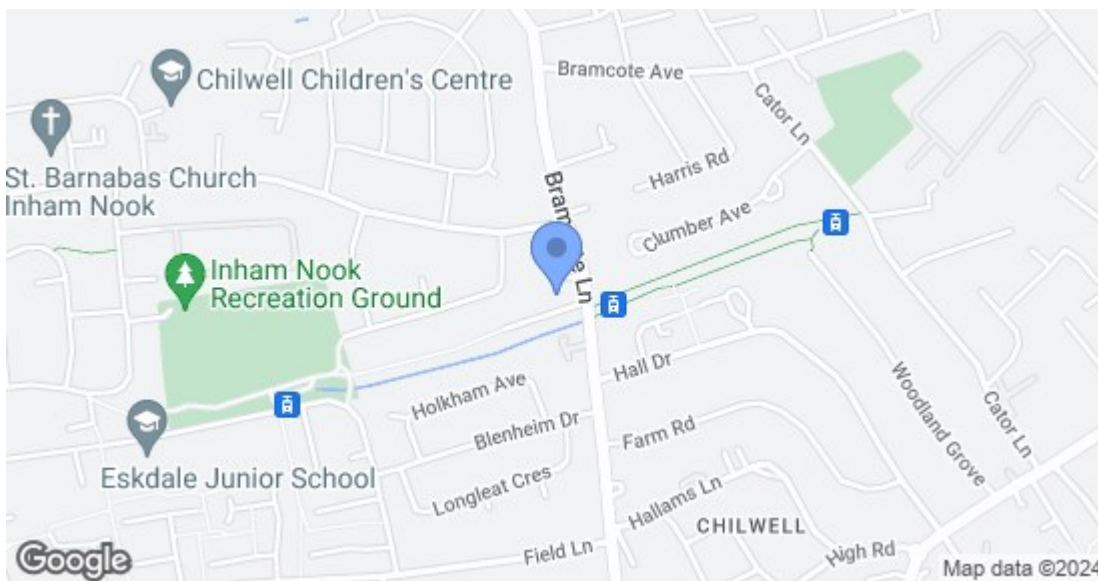 Chilwell Children's Centre
St. Barnabas Church
Inham Nook
Inham Nook
Recreation Ground
Eskdale Junior School
Bramcote Ave
Cator Ln
Harris Rd
Clumber Ave
Holkham Ave
Blenheim Dr
Longleat Cres
Field Ln
Hall Dr
Farm Rd
Hallams Ln
CHILWELL
High Rd
Woodland Grove
Cator Ln
Google
Map data ©2024